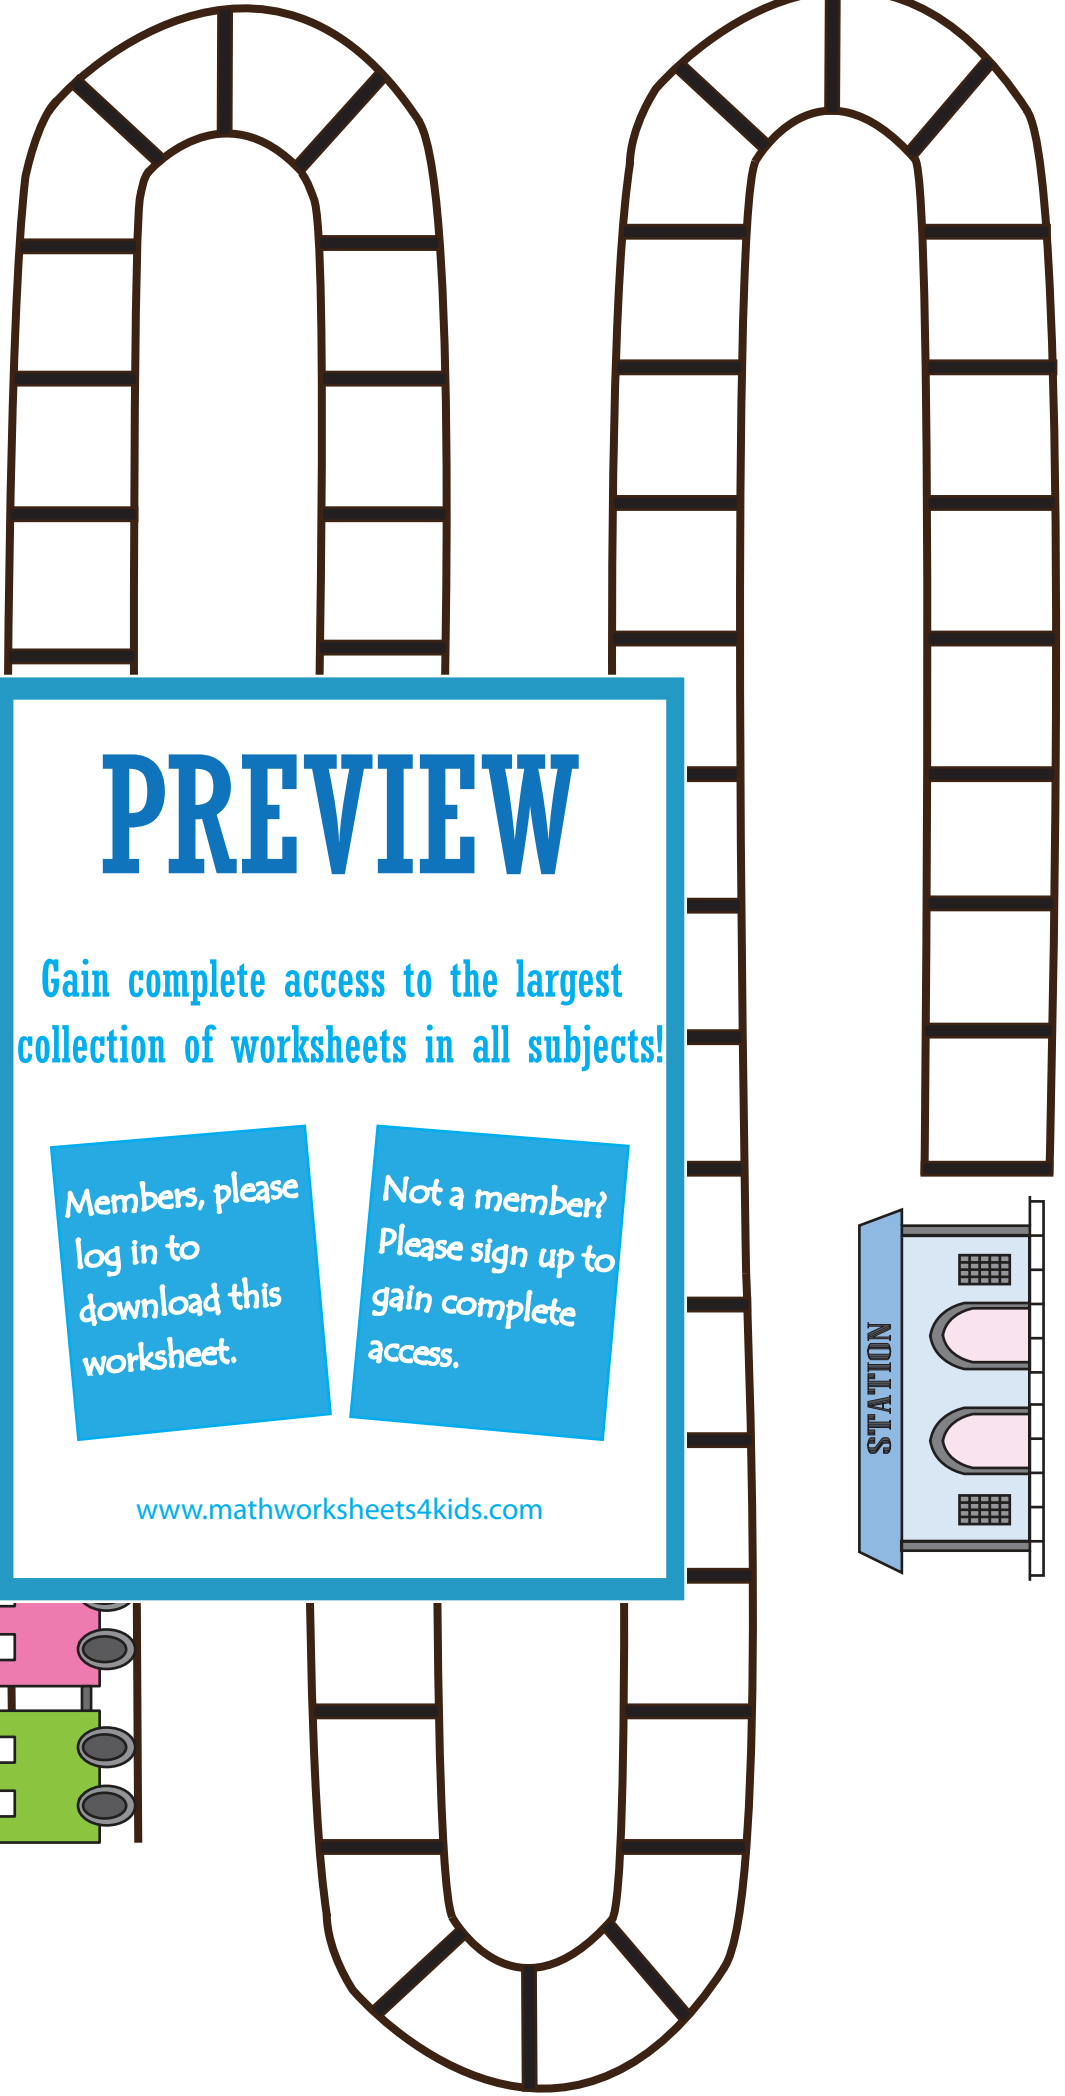 PREVIEW
Gain complete access to the largest
collection of worksheets in all subjects!
Members, please
log in to
download this
worksheet.
Not a member?
Please sign up to
gain complete
access.
www.mathworksheets4kids.com
STATION